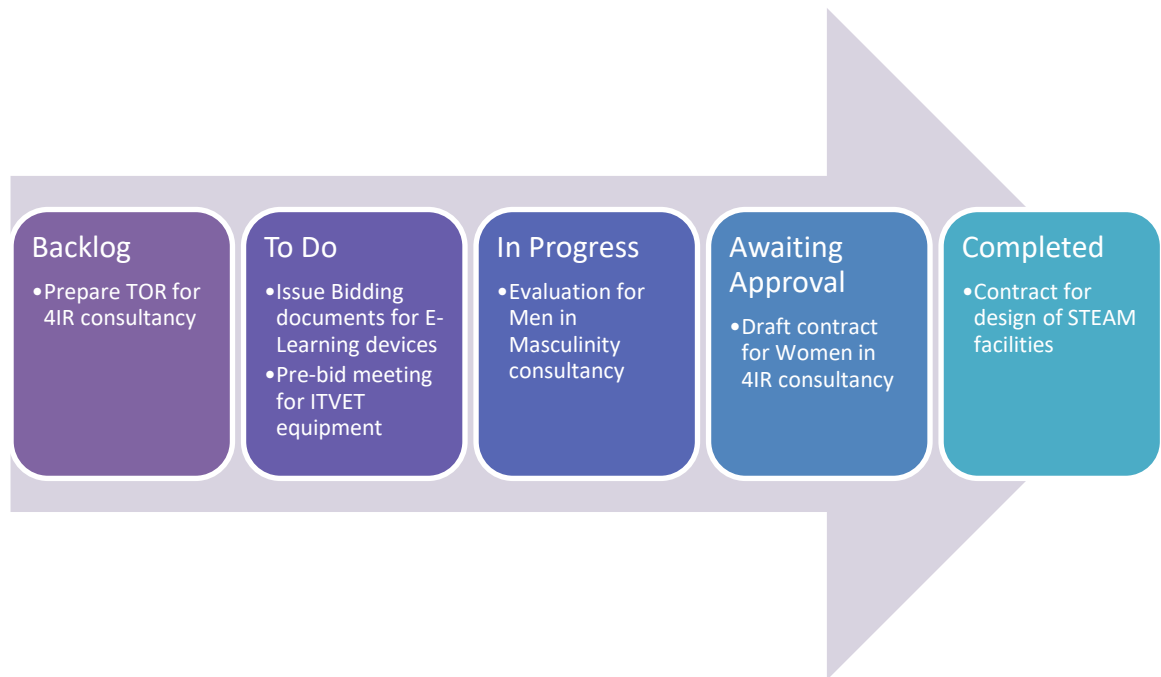 Backlog
•Prepare TOR for
4IR consultancy
To Do
•Issue Bidding
documents for E-
Learning devices
•Pre-bid meeting
for ITVET
equipment
In Progress
•Evaluation for
Men in
Masculinity
consultancy
Awaiting
Approval
•Draft contract
for Women in
4IR consultancy
Completed
•Contract for
design of STEAM
facilities